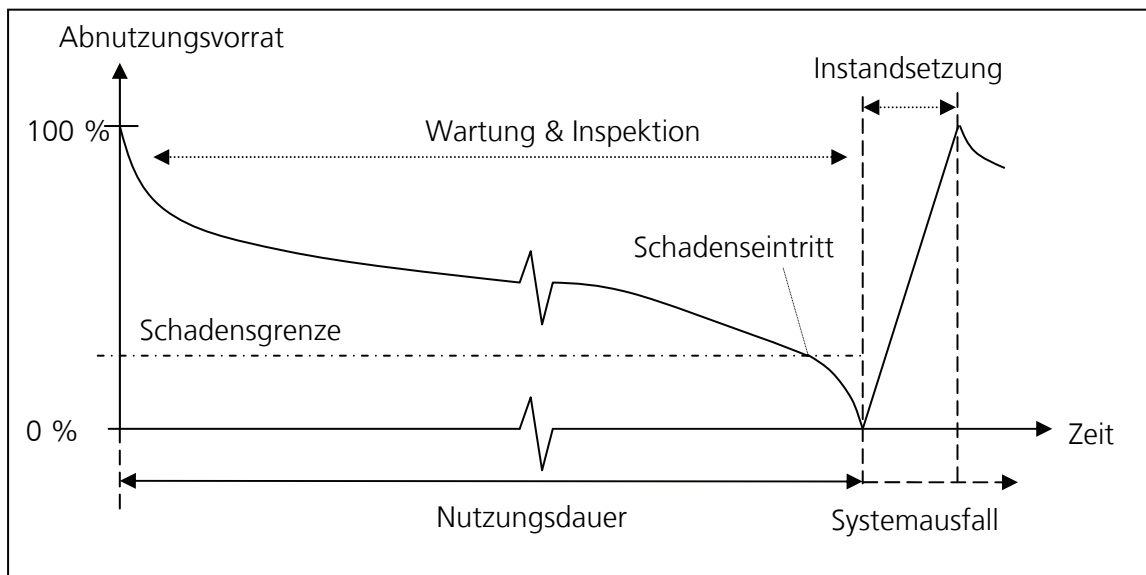 Abnutzungsvorrat
Instandsetzung
100 %
Wartung & Inspektion
Schadenseintritt
Schadensgrenze
0 %
Zeit
Nutzungsdauer
Systemausfall